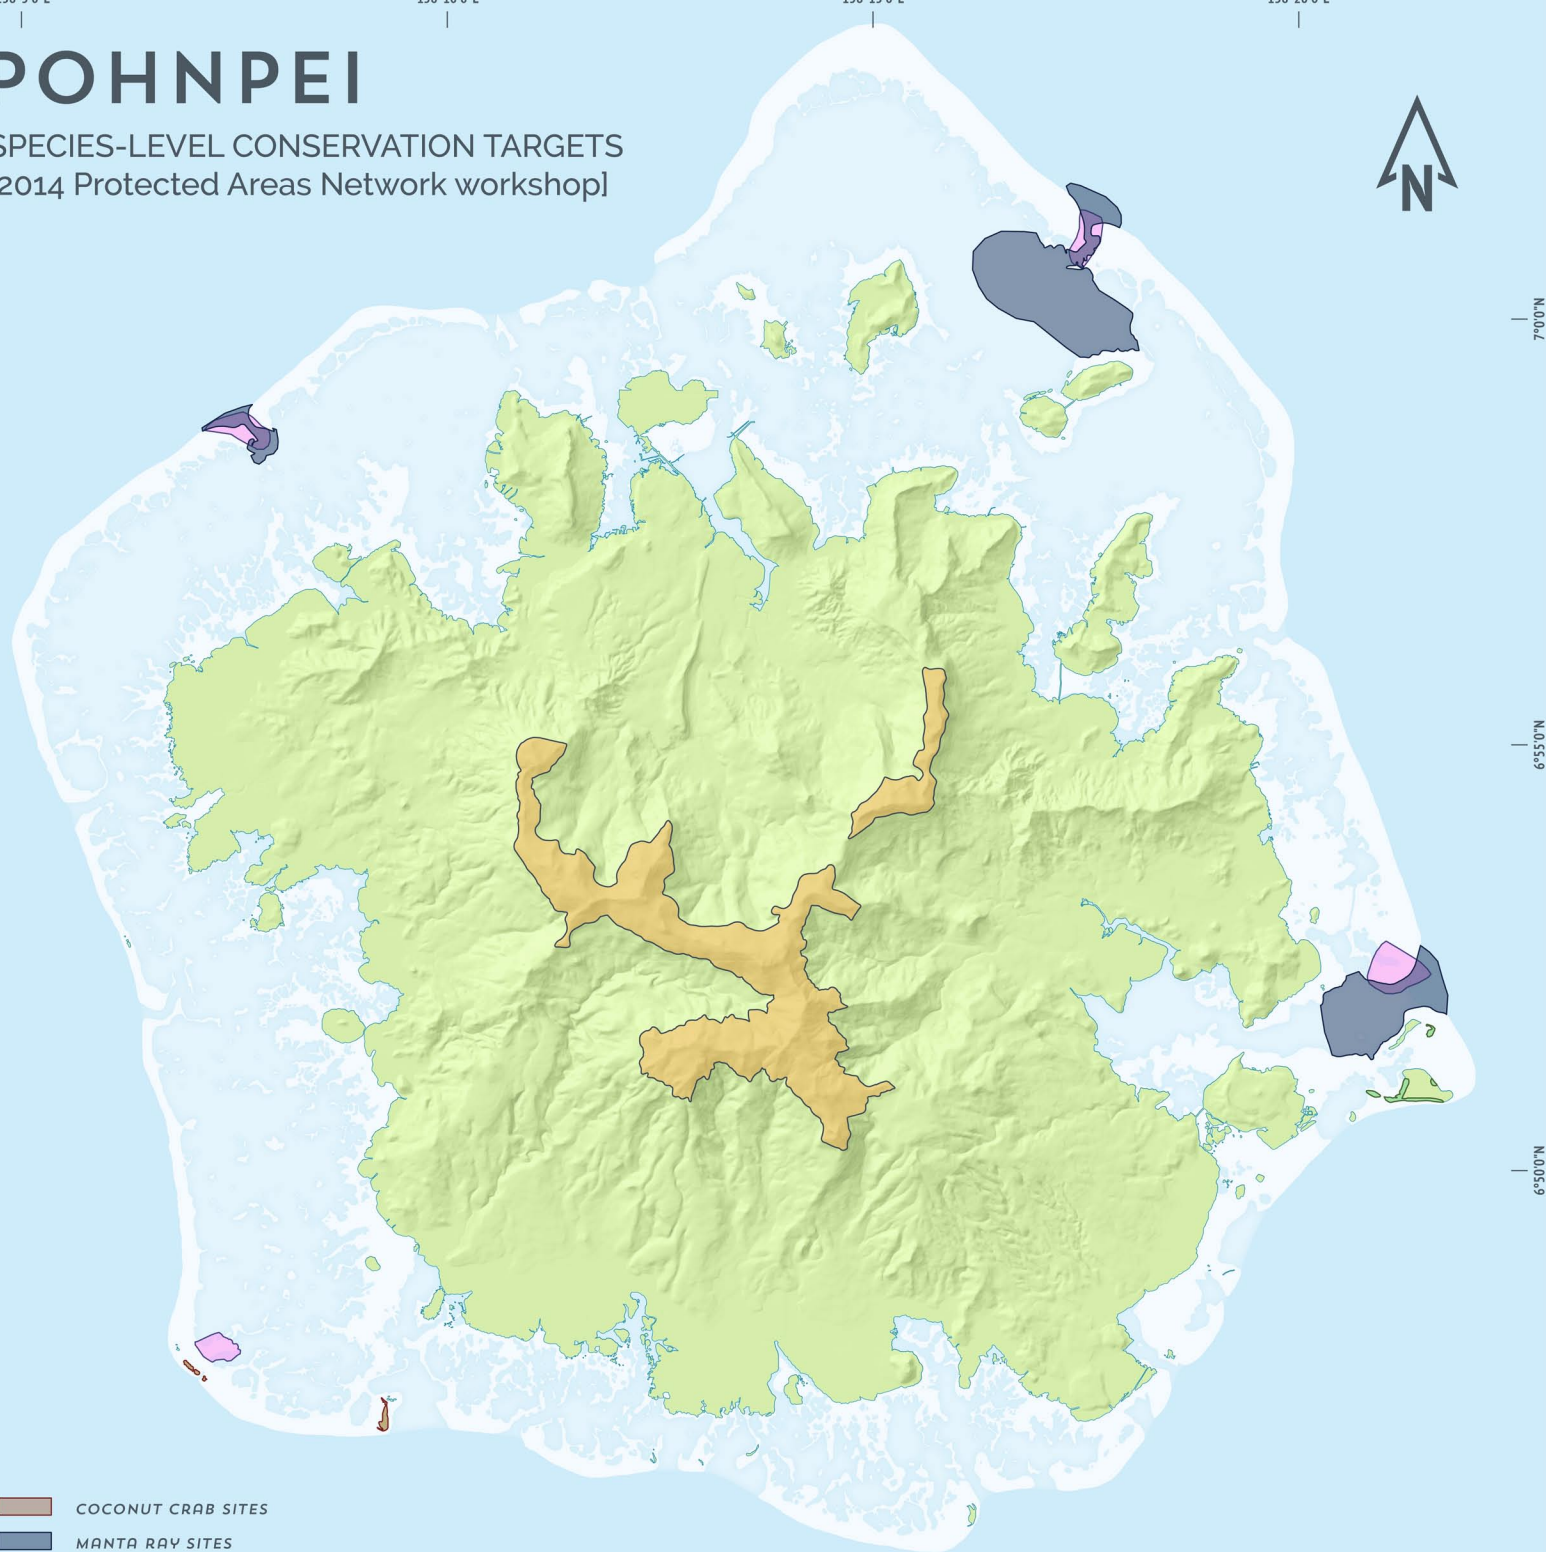 POHNPEI
SPECIES-LEVEL CONSERVATION TARGETS
2014 Protected Areas Network workshop]
N
7°0'0"N
6°55'0"N
6°50'0"N
COCONUT CRAB SITES
MANTA RAY SITES